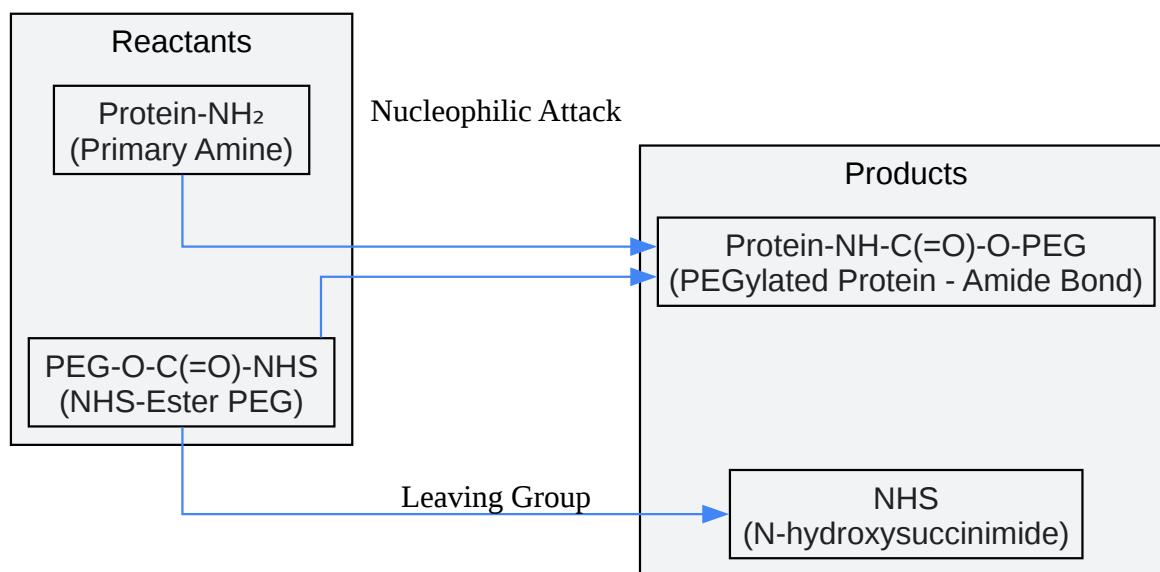 Reactants
Protein-NH₂
(Primary Amine)
Nucleophilic Attack
Products
Protein-NH-C(=O)-O-PEG
(PEGylated Protein - Amide Bond)
PEG-O-C(=O)-NHS
(NHS-Ester PEG)
Leaving Group
NHS
(N-hydroxysuccinimide)